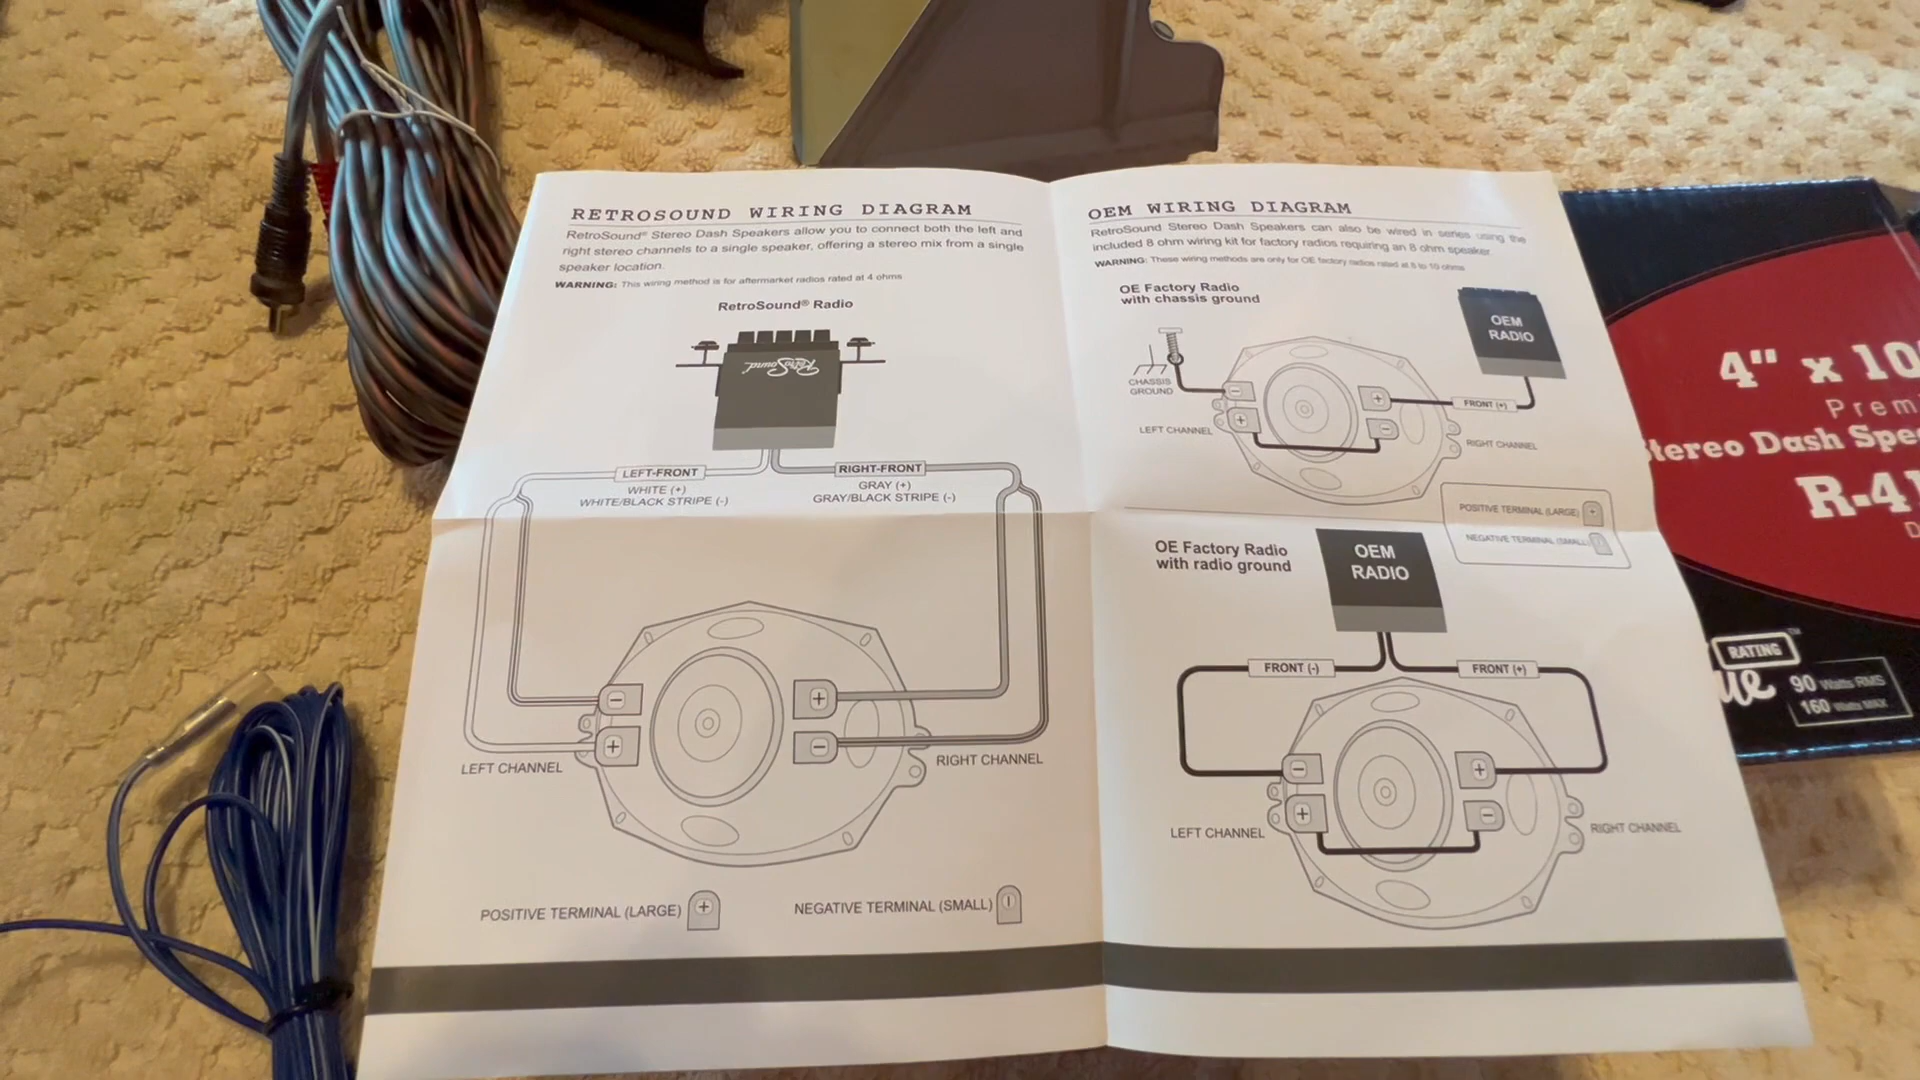 RETROSOUND WIRING DIAGRAM
RetroSound® Stereo Dash Speakers allow you to connect both the left and
right stereo channels to a single speaker, offering a stereo mix from a single
speaker location.
WARNING: This wiring method is for aftermarket radios rated at 4 ohms
RetroSound® Radio
RetroSound
LEFT-FRONT
WHITE (+)
WHITE/BLACK STRIPE (-)
RIGHT-FRONT
GRAY (+)
GRAY/BLACK STRIPE (-)
−
+
+
−
LEFT CHANNEL
RIGHT CHANNEL
POSITIVE TERMINAL (LARGE) +
NEGATIVE TERMINAL (SMALL) −
OEM WIRING DIAGRAM
RetroSound Stereo Dash Speakers can also be wired in series using the
included 8 ohm wiring kit for factory radios requiring an 8 ohm speaker.
WARNING: These wiring methods are only for OE factory radios rated at 8 to 10 ohms
OE Factory Radio
with chassis ground
OEM
RADIO
CHASSIS
GROUND
FRONT (+)
−
+
+
−
LEFT CHANNEL
RIGHT CHANNEL
POSITIVE TERMINAL (LARGE) +
NEGATIVE TERMINAL (SMALL)
OE Factory Radio
with radio ground
OEM
RADIO
FRONT (-)
FRONT (+)
−
+
+
−
LEFT CHANNEL
RIGHT CHANNEL
4" x 10
Premi
tereo Dash Spe
R-41
D
RATING
ue
90 Watts RMS
160 Watts MAX